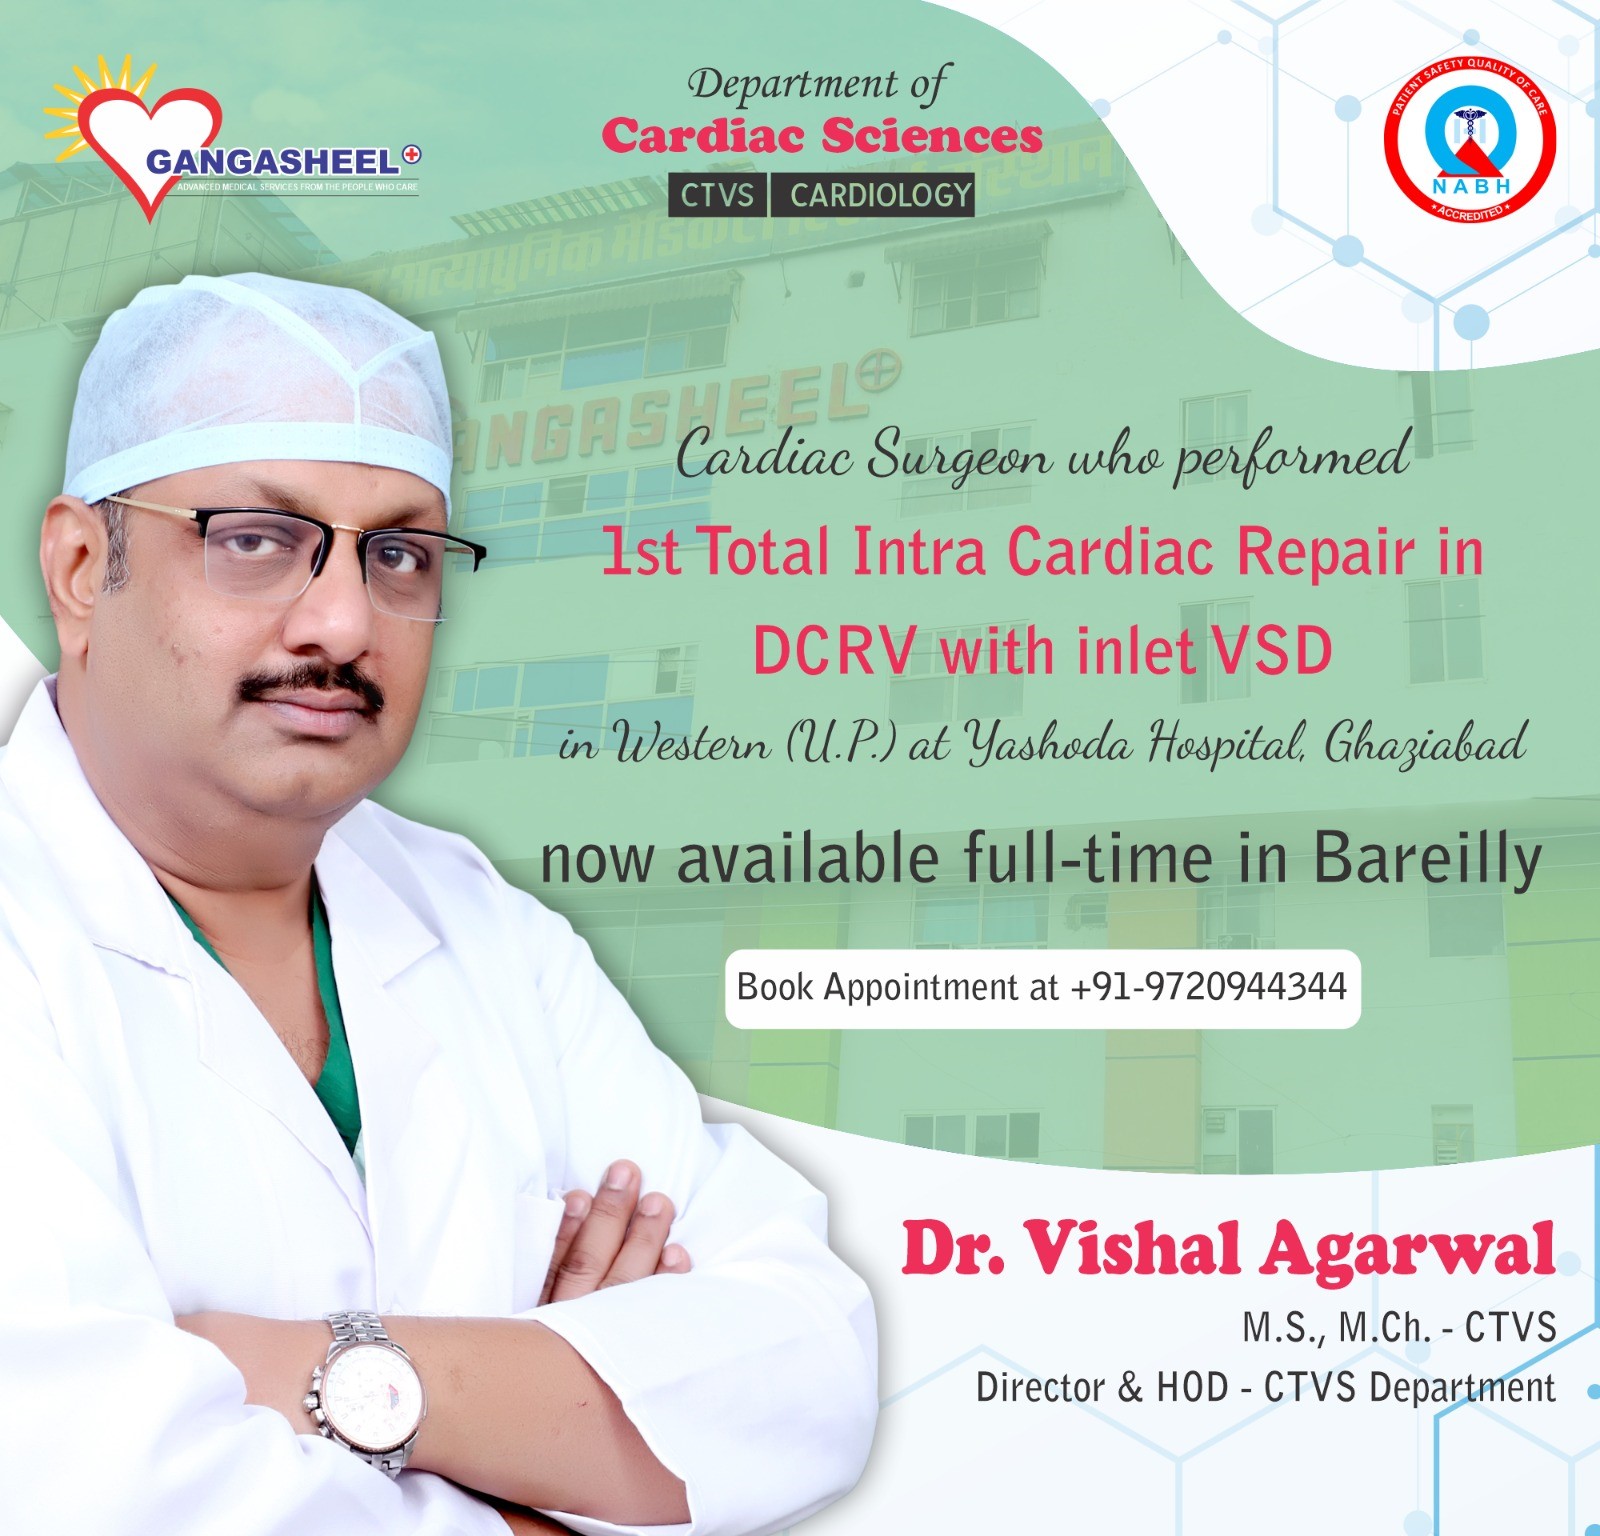 GANGASHEEL
ADVANCED MEDICAL SERVICES FROM THE PEOPLE WHO CARE
Department of
Cardiac Sciences
CTVS | CARDIOLOGY
PATIENT SAFETY QUALITY OF CARE
NABH
ACCREDITED
अत्याधुनिक मेडिकल
संस्थान
GANGASHEEL
Cardiac Surgeon who performed
1st Total Intra Cardiac Repair in
DCRV with inlet VSD
in Western (U.P.) at Yashoda Hospital, Ghaziabad
now available full-time in Bareilly
Book Appointment at +91-9720944344
Dr. Vishal Agarwal
M.S., M.Ch. - CTVS
Director & HOD - CTVS Department